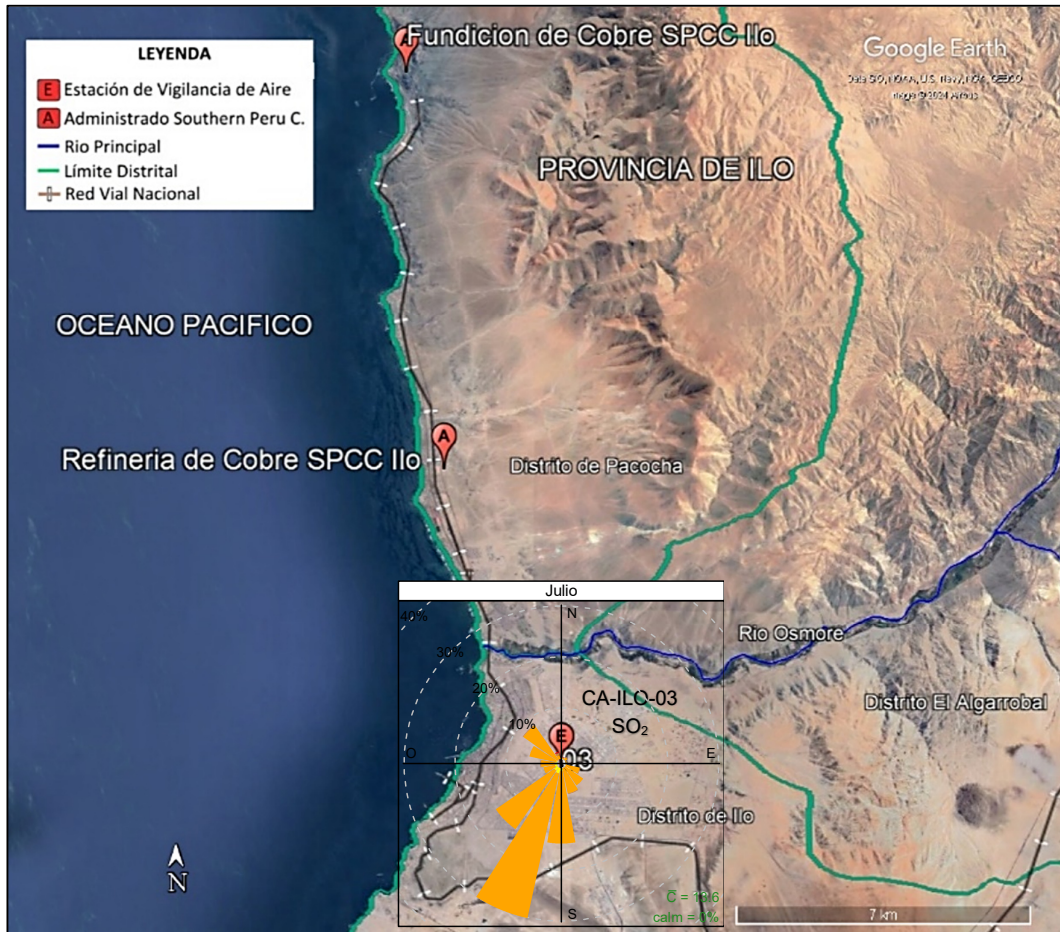 LEYENDA
E Estación de Vigilancia de Aire
A Administrado Southern Peru C.
Rio Principal
Límite Distrital
Red Vial Nacional
A
Fundicion de Cobre SPCC Ilo
Google Earth
PROVINCIA DE ILO
OCEANO PACIFICO
A
Refineria de Cobre SPCC Ilo
Distrito de Pacocha
Julio
40%
N
30%
Rio Osmore
20%
CA-ILO-03
SO₂
Distrito El Algarrobal
10%
E
O
03
E
Distrito de Ilo
S
calm = 0%
7 km
N